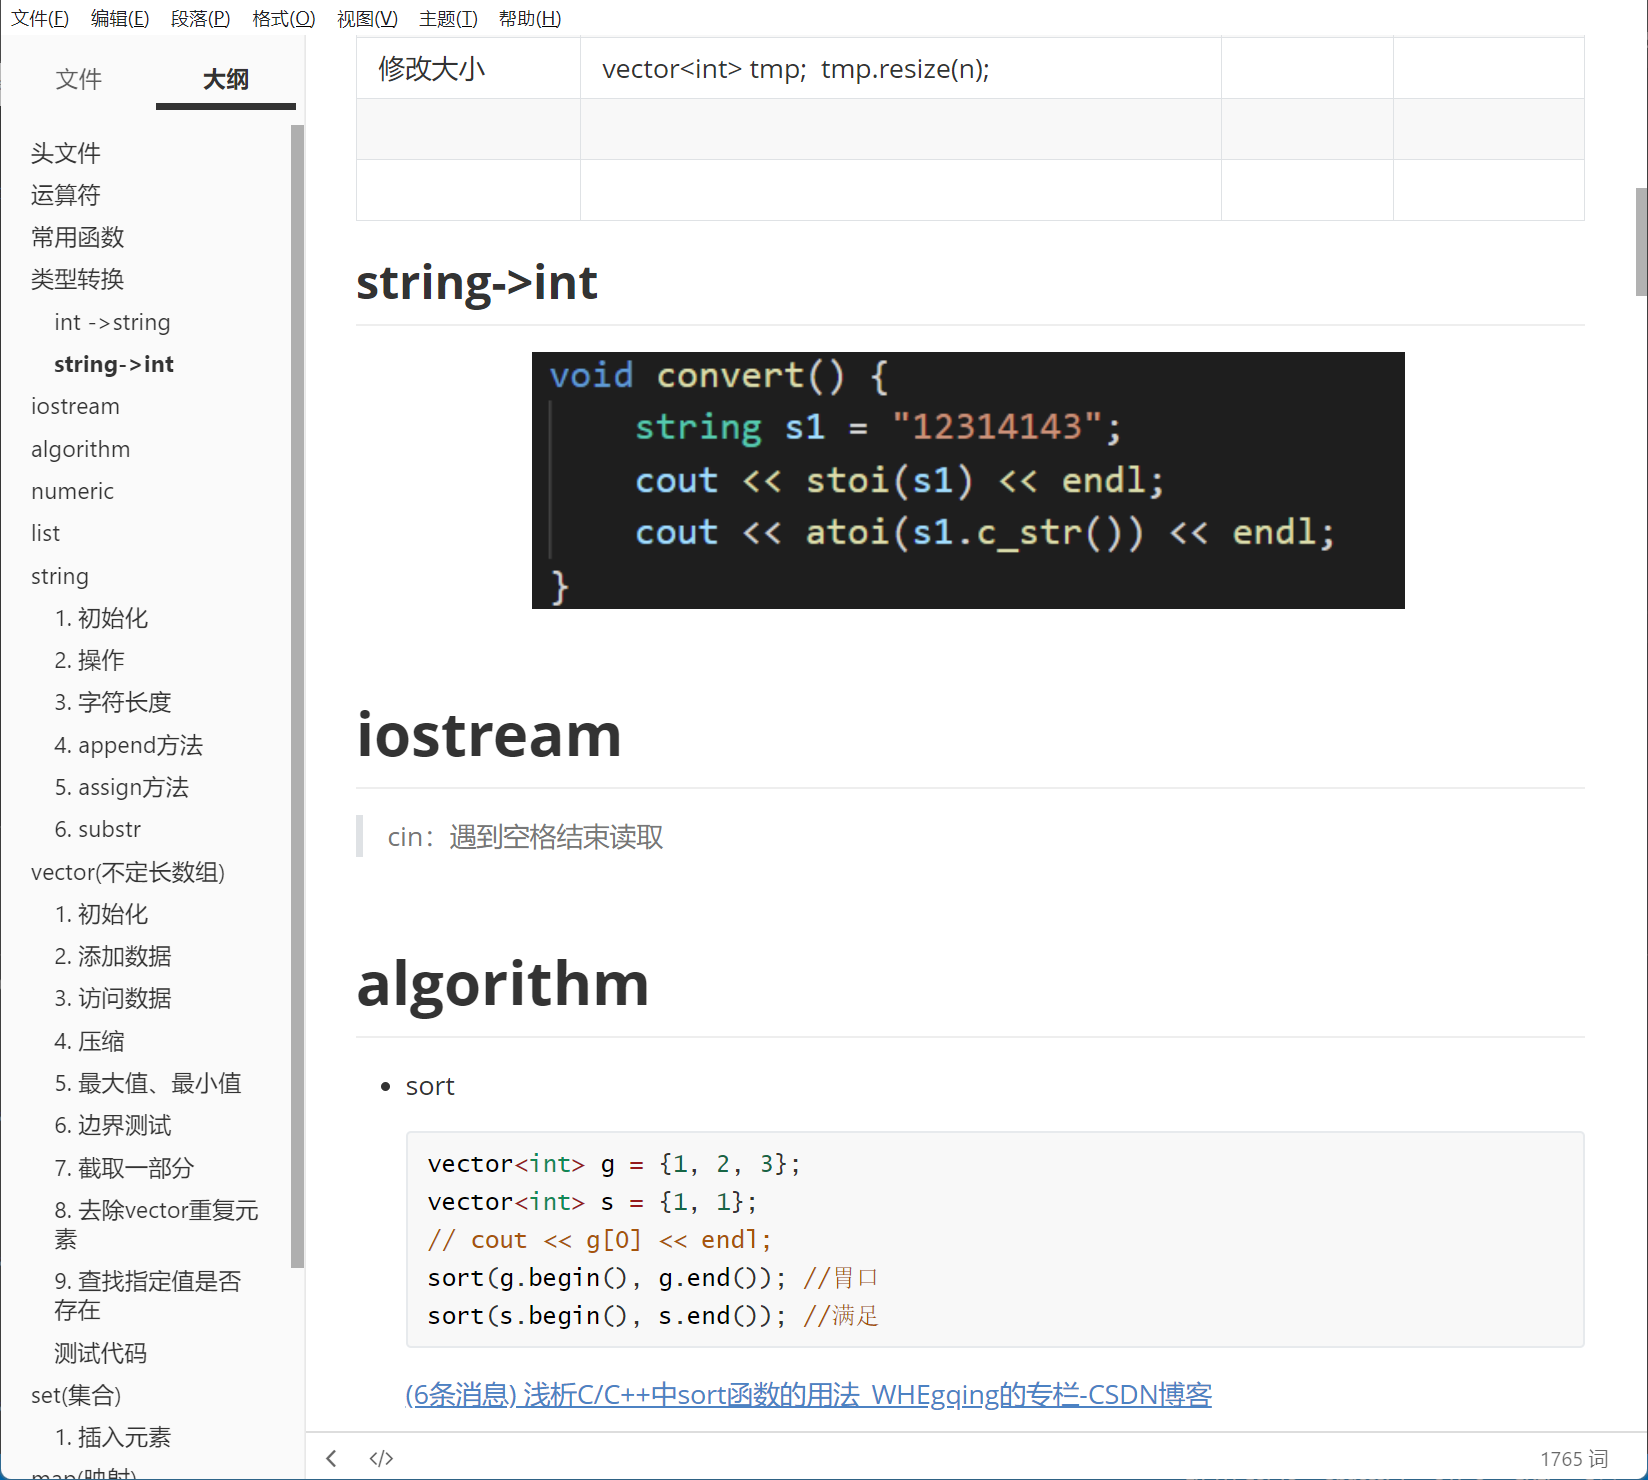 文件(F) 编辑(E) 段落(P) 格式(O) 视图(V) 主题(T) 帮助(H)
文件 大纲
头文件
运算符
常用函数
类型转换
int ->string
string->int
iostream
algorithm
numeric
list
string
1. 初始化
2. 操作
3. 字符长度
4. append方法
5. assign方法
6. substr
vector(不定长数组)
1. 初始化
2. 添加数据
3. 访问数据
4. 压缩
5. 最大值、最小值
6. 边界测试
7. 截取一部分
8. 去除vector重复元
素
9. 查找指定值是否
存在
测试代码
set(集合)
1. 插入元素
map(映射)
修改大小 vector<int> tmp; tmp.resize(n);
string->int
void convert() {
string s1 = "12314143";
cout << stoi(s1) << endl;
cout << atoi(s1.c_str()) << endl;
}
iostream
cin：遇到空格结束读取
algorithm
sort
vector<int> g = {1, 2, 3};
vector<int> s = {1, 1};
// cout << g[0] << endl;
sort(g.begin(), g.end()); //胃口
sort(s.begin(), s.end()); //满足
(6条消息) 浅析C/C++中sort函数的用法_WHEgqing的专栏-CSDN博客
</> 1765 词